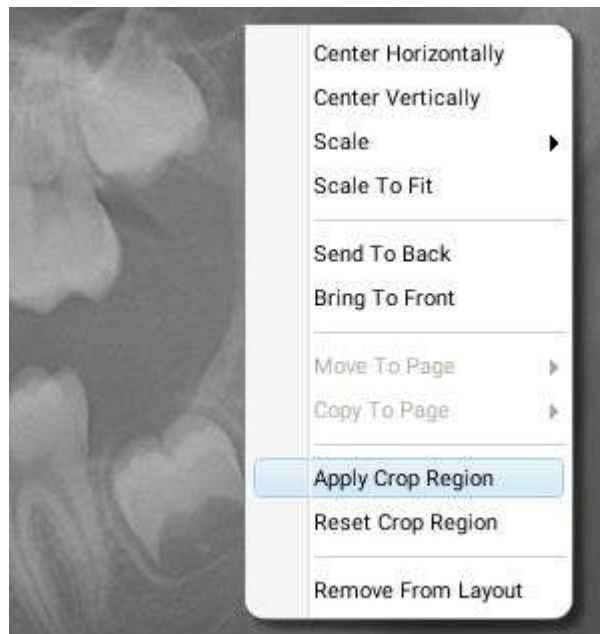 Center Horizontally
Center Vertically
Scale
Scale To Fit
Send To Back
Bring To Front
Move To Page
Copy To Page
Apply Crop Region
Reset Crop Region
Remove From Layout